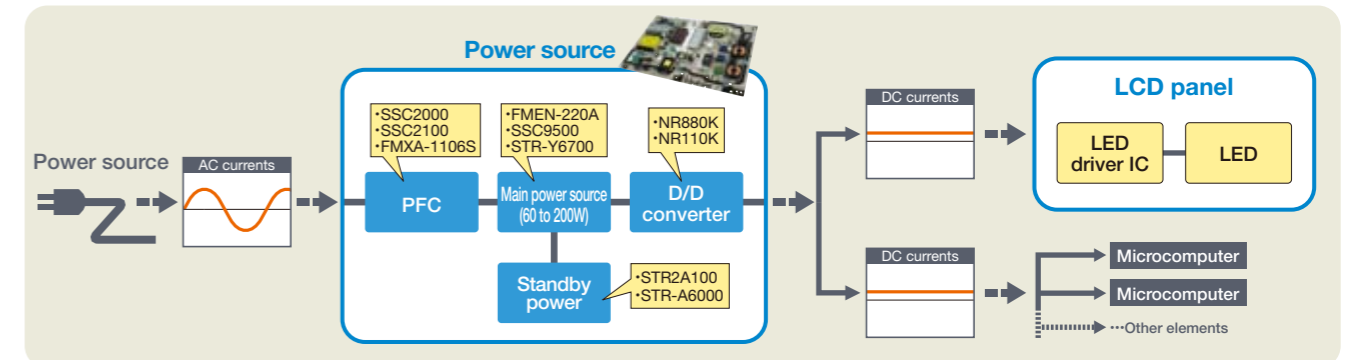 Power source
Power source
AC currents
•SSC2000
•SSC2100
•FMXA-1106S
PFC
•FMEN-220A
•SSC9500
•STR-Y6700
Main power source
(60 to 200W)
•NR880K
•NR110K
D/D
converter
Standby
power
•STR2A100
•STR-A6000
DC currents
LCD panel
LED
driver IC
LED
DC currents
Microcomputer
Microcomputer
···Other elements